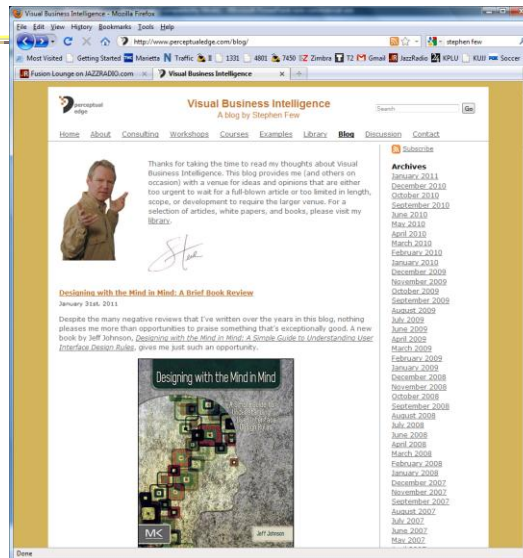 Visual Business Intelligence - Mozilla Firefox
File Edit View History Bookmarks Tools Help
http://www.perceptualedge.com/blog/
stephen few
Most Visited Getting Started Marietta Traffic 1331 4801 7450 Zimbra T2 Gmail JazzRadio KPLU KUJJ Soccer
Fusion Lounge on JAZZRADIO.com Visual Business Intelligence
perceptual
edge
Visual Business Intelligence
A blog by Stephen Few
Search Go
Home About Consulting Workshops Courses Examples Library Blog Discussion Contact
Thanks for taking the time to read my thoughts about Visual
Business Intelligence. This blog provides me (and others on
occasion) with a venue for ideas and opinions that are either
too urgent to wait for a full-blown article or too limited in length,
scope, or development to require the larger venue. For a
selection of articles, white papers, and books, please visit my
library.
Designing with the Mind in Mind: A Brief Book Review
January 31st, 2011
Despite the many negative reviews that I've written over the years in this blog, nothing
pleases me more than opportunities to praise something that's exceptionally good. A new
book by Jeff Johnson, Designing with the Mind in Mind: A Simple Guide to Understanding User
Interface Design Rules, gives me just such an opportunity.
Designing with the Mind in Mind
MK
Jeff Johnson
Subscribe
Archives
January 2011
December 2010
October 2010
September 2010
June 2010
May 2010
April 2010
March 2010
February 2010
January 2010
December 2009
November 2009
October 2009
September 2009
August 2009
July 2009
June 2009
May 2009
April 2009
March 2009
February 2009
January 2009
December 2008
November 2008
October 2008
September 2008
August 2008
July 2008
June 2008
April 2008
March 2008
February 2008
January 2008
December 2007
November 2007
September 2007
August 2007
July 2007
June 2007
May 2007
Done